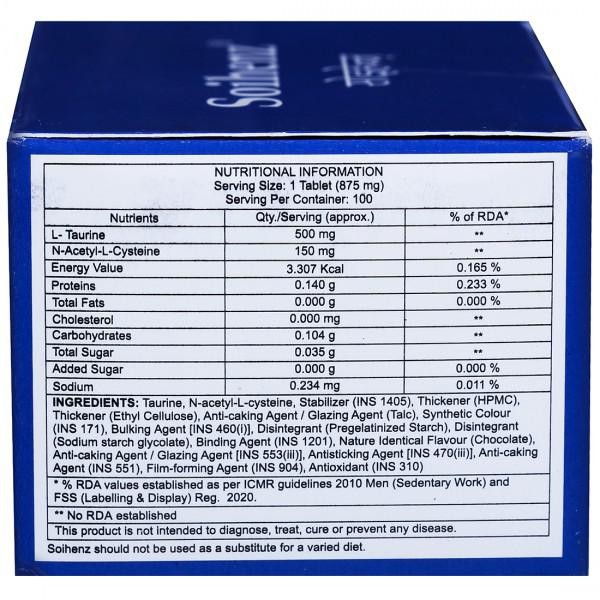 Soihenz
NUTRITIONAL INFORMATION
Serving Size: 1 Tablet (875 mg)
Serving Per Container: 100
Nutrients Qty./Serving (approx.) % of RDA*
L- Taurine 500 mg **
N-Acetyl-L-Cysteine 150 mg **
Energy Value 3.307 Kcal 0.165 %
Proteins 0.140 g 0.233 %
Total Fats 0.000 g 0.000 %
Cholesterol 0.000 mg **
Carbohydrates 0.104 g **
Total Sugar 0.035 g **
Added Sugar 0.000 g 0.000 %
Sodium 0.234 mg 0.011 %
INGREDIENTS: Taurine, N-acetyl-L-cysteine, Stabilizer (INS 1405), Thickener (HPMC),
Thickener (Ethyl Cellulose), Anti-caking Agent / Glazing Agent (Talc), Synthetic Colour
(INS 171), Bulking Agent [INS 460(i)], Disintegrant (Pregelatinized Starch), Disintegrant
(Sodium starch glycolate), Binding Agent (INS 1201), Nature Identical Flavour (Chocolate),
Anti-caking Agent / Glazing Agent [INS 553(iii)], Antisticking Agent [INS 470(iii)], Anti-caking
Agent (INS 551), Film-forming Agent (INS 904), Antioxidant (INS 310)
* % RDA values established as per ICMR guidelines 2010 Men (Sedentary Work) and
FSS (Labelling & Display) Reg. 2020.
** No RDA established
This product is not intended to diagnose, treat, cure or prevent any disease.
Soihenz should not be used as a substitute for a varied diet.